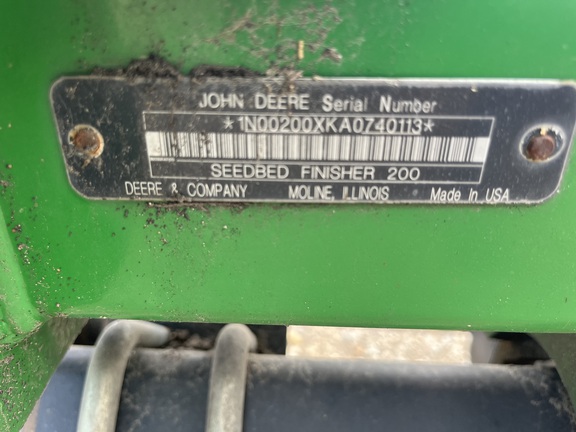 JOHN DEERE Serial Number
*1N00200XKA0740113*
SEEDBED FINISHER 200
DEERE & COMPANY MOLINE, ILLINOIS Made in USA